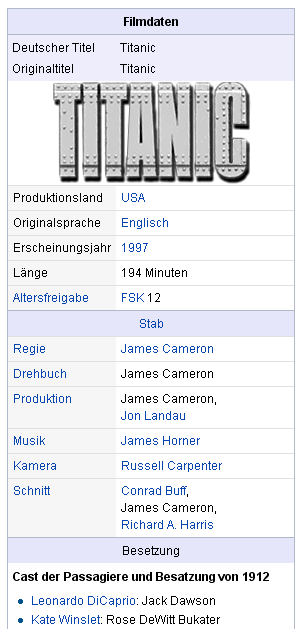 Filmdaten
Deutscher Titel Titanic
Originaltitel Titanic
TITANIC
Produktionsland USA
Originalsprache Englisch
Erscheinungsjahr 1997
Länge 194 Minuten
Altersfreigabe FSK 12
Stab
Regie James Cameron
Drehbuch James Cameron
Produktion James Cameron,
Jon Landau
Musik James Horner
Kamera Russell Carpenter
Schnitt Conrad Buff,
James Cameron,
Richard A. Harris
Besetzung
Cast der Passagiere und Besatzung von 1912
• Leonardo DiCaprio: Jack Dawson
• Kate Winslet: Rose DeWitt Bukater